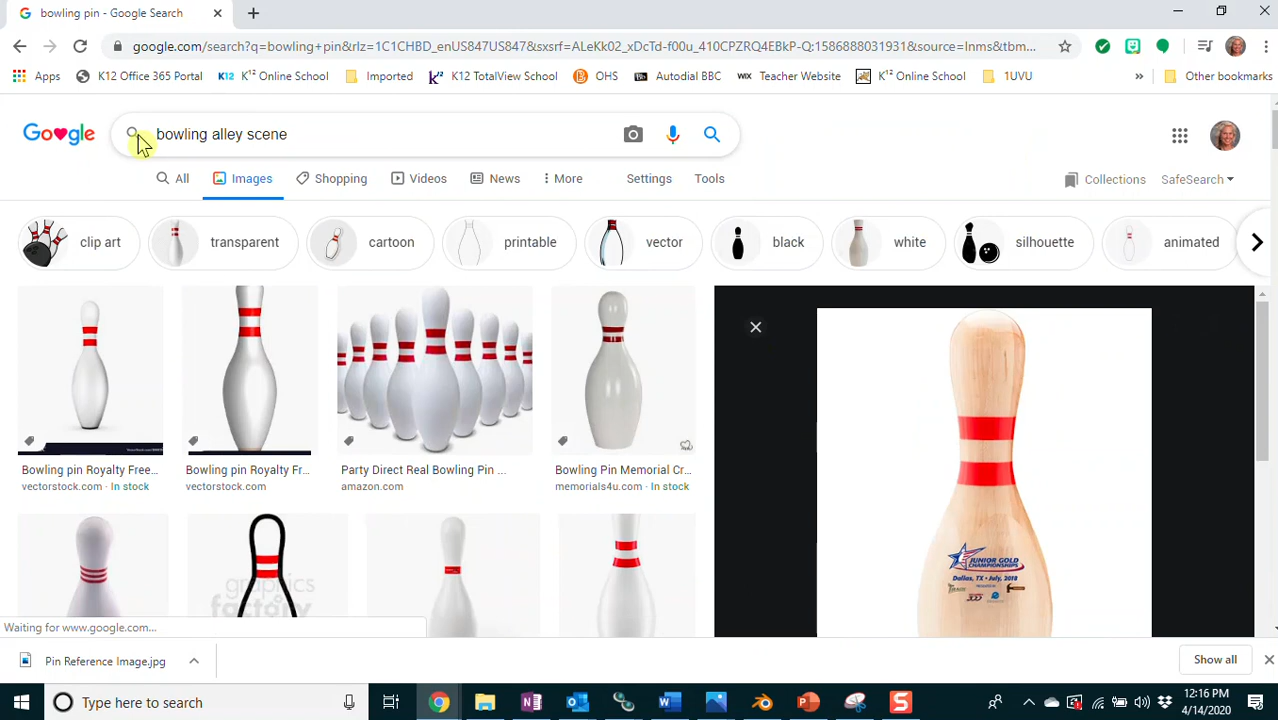 bowling pin - Google Search
google.com/search?q=bowling+pin&rlz=1C1CHBD_enUS847US847&sxsrf=ALeKk02_xDcTd-f00u_410CPZRQ4EBkP-Q:1586888031931&source=lnms&tbm...
Apps K12 Office 365 Portal K12 K¹² Online School Imported K12 TotalView School OHS Autodial BBC Teacher Website K¹² Online School 1UVU » Other bookmarks
Google bowling alley scene
All Images Shopping Videos News More Settings Tools Collections SafeSearch
clip art transparent cartoon printable vector black white silhouette animated
Bowling pin Royalty Free... Bowling pin Royalty Fr... Party Direct Real Bowling Pin ... Bowling Pin Memorial Cr...
vectorstock.com · In stock vectorstock.com amazon.com memorials4u.com · In stock
JUNIOR GOLD
CHAMPIONSHIPS
Dallas, TX • July, 2018
graphics
factory
Waiting for www.google.com...
Pin Reference Image.jpg Show all
Type here to search 12:16 PM
4/14/2020